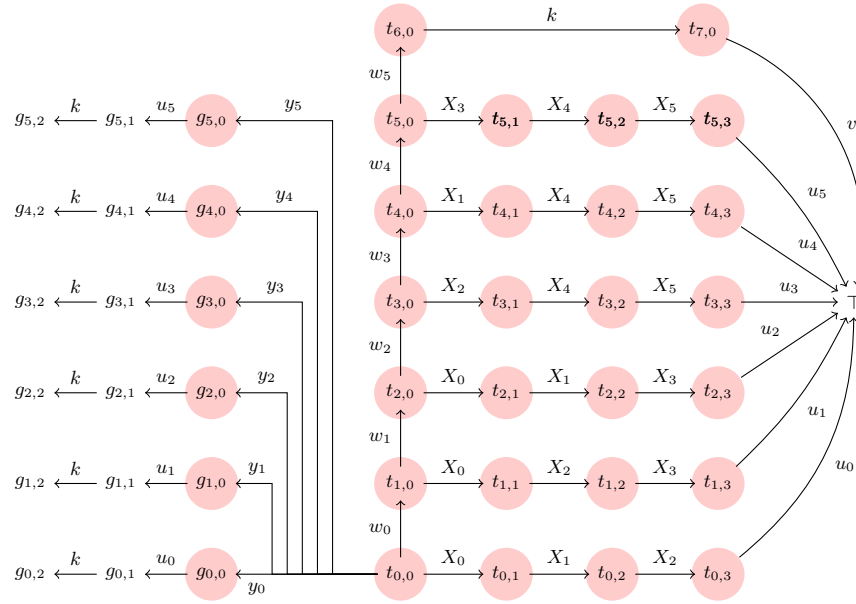 t6,0 k t7,0
w5 v
g5,2 k g5,1 u5 g5,0 y5 t5,0 X3 t5,1 X4 t5,2 X5 t5,3
w4 u5
g4,2 k g4,1 u4 g4,0 y4 t4,0 X1 t4,1 X4 t4,2 X5 t4,3
w3 u4
g3,2 k g3,1 u3 g3,0 y3 t3,0 X2 t3,1 X4 t3,2 X5 t3,3 u3 ⊤
w2 u2
g2,2 k g2,1 u2 g2,0 y2 t2,0 X0 t2,1 X1 t2,2 X3 t2,3
w1 u1
g1,2 k g1,1 u1 g1,0 y1 t1,0 X0 t1,1 X2 t1,2 X3 t1,3
w0 u0
g0,2 k g0,1 u0 g0,0 y0 t0,0 X0 t0,1 X1 t0,2 X2 t0,3